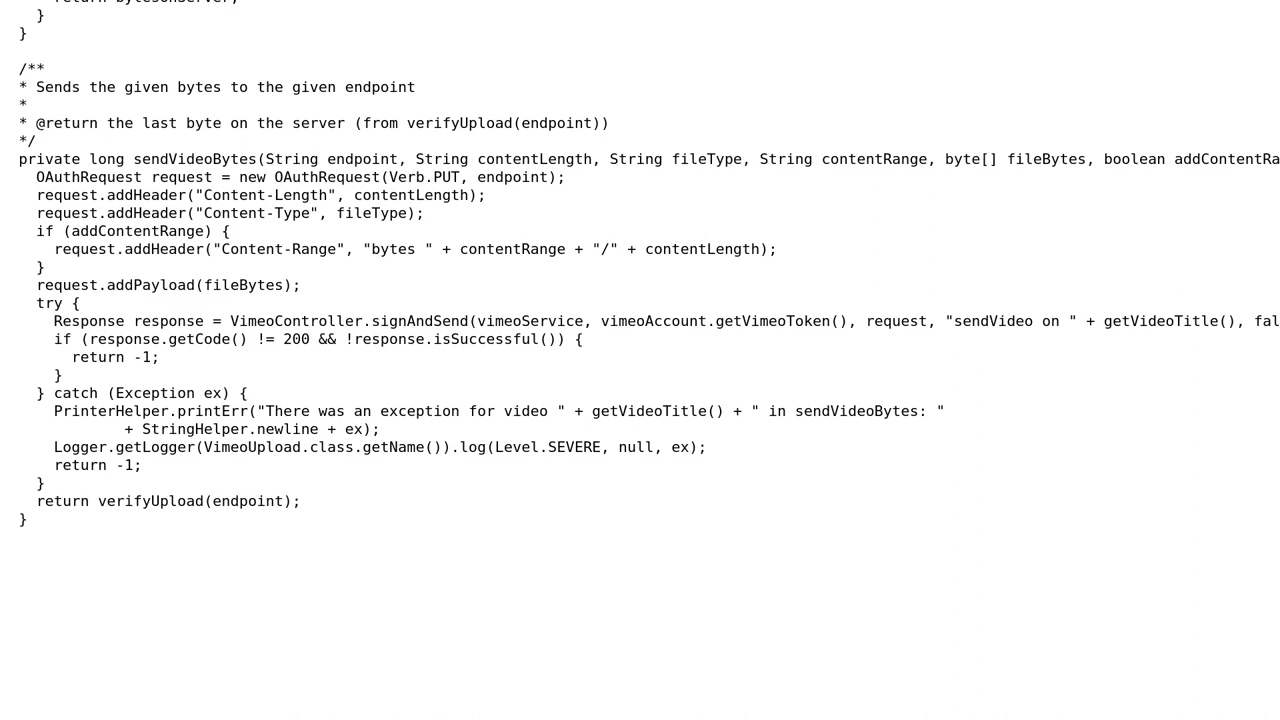 return bytesOnServer;
}
}
/**
* Sends the given bytes to the given endpoint
*
* @return the last byte on the server (from verifyUpload(endpoint))
*/
private long sendVideoBytes(String endpoint, String contentLength, String fileType, String contentRange, byte[] fileBytes, boolean addContentRa
OAuthRequest request = new OAuthRequest(Verb.PUT, endpoint);
request.addHeader("Content-Length", contentLength);
request.addHeader("Content-Type", fileType);
if (addContentRange) {
request.addHeader("Content-Range", "bytes " + contentRange + "/" + contentLength);
}
request.addPayload(fileBytes);
try {
Response response = VimeoController.signAndSend(vimeoService, vimeoAccount.getVimeoToken(), request, "sendVideo on " + getVideoTitle(), fal
if (response.getCode() != 200 && !response.isSuccessful()) {
return -1;
}
} catch (Exception ex) {
PrinterHelper.printErr("There was an exception for video " + getVideoTitle() + " in sendVideoBytes: "
+ StringHelper.newline + ex);
Logger.getLogger(VimeoUpload.class.getName()).log(Level.SEVERE, null, ex);
return -1;
}
return verifyUpload(endpoint);
}